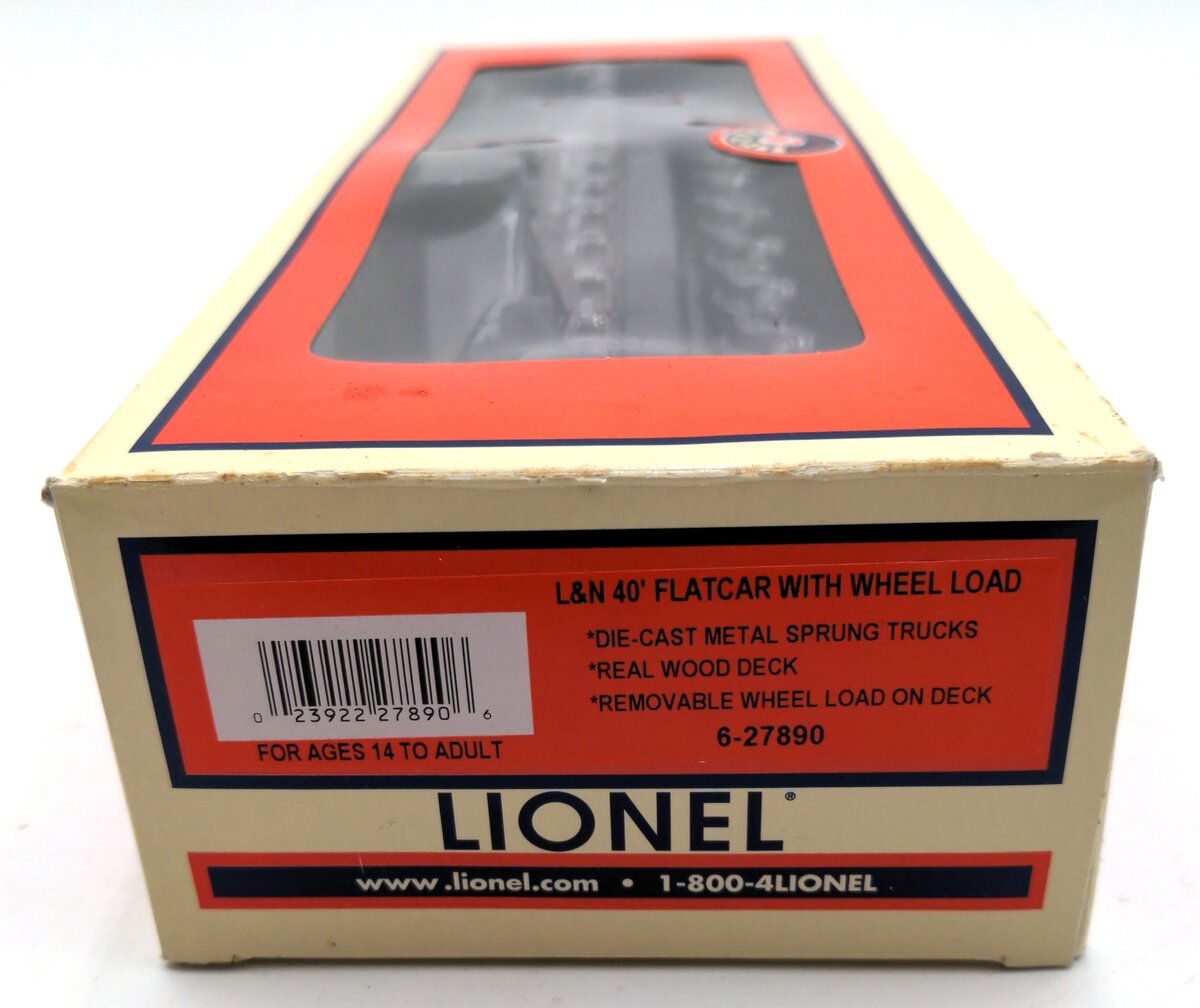 L&N 40' FLATCAR WITH WHEEL LOAD
*DIE-CAST METAL SPRUNG TRUCKS
*REAL WOOD DECK
*REMOVABLE WHEEL LOAD ON DECK
6-27890
0 23922 27890 6
FOR AGES 14 TO ADULT
LIONEL®
www.lionel.com • 1-800-4LIONEL